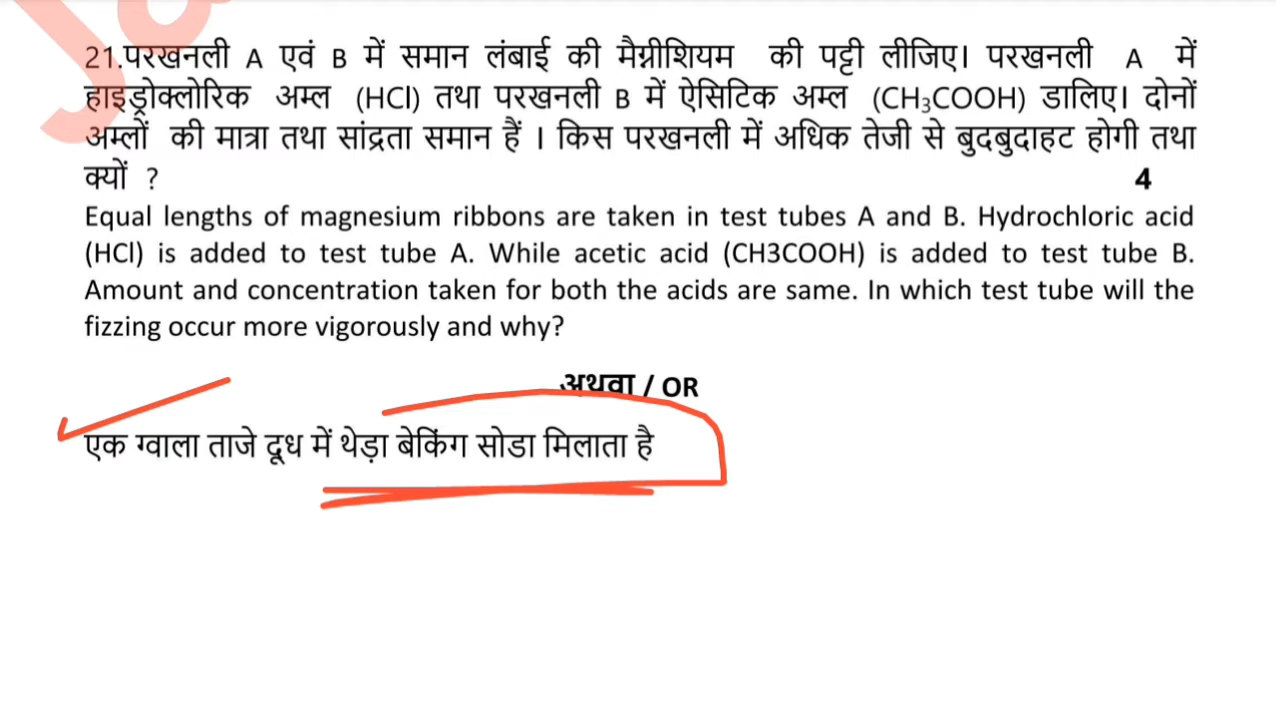 21.परखनली A एवं B में समान लंबाई की मैग्नीशियम की पट्टी लीजिए। परखनली A में
हाइड्रोक्लोरिक अम्ल (HCl) तथा परखनली B में ऐसिटिक अम्ल (CH₃COOH) डालिए। दोनों
अम्लों की मात्रा तथा सांद्रता समान हैं । किस परखनली में अधिक तेजी से बुदबुदाहट होगी तथा
क्यों ? 4
Equal lengths of magnesium ribbons are taken in test tubes A and B. Hydrochloric acid
(HCl) is added to test tube A. While acetic acid (CH3COOH) is added to test tube B.
Amount and concentration taken for both the acids are same. In which test tube will the
fizzing occur more vigorously and why?
अथवा / OR
एक ग्वाला ताजे दूध में थेड़ा बेकिंग सोडा मिलाता है